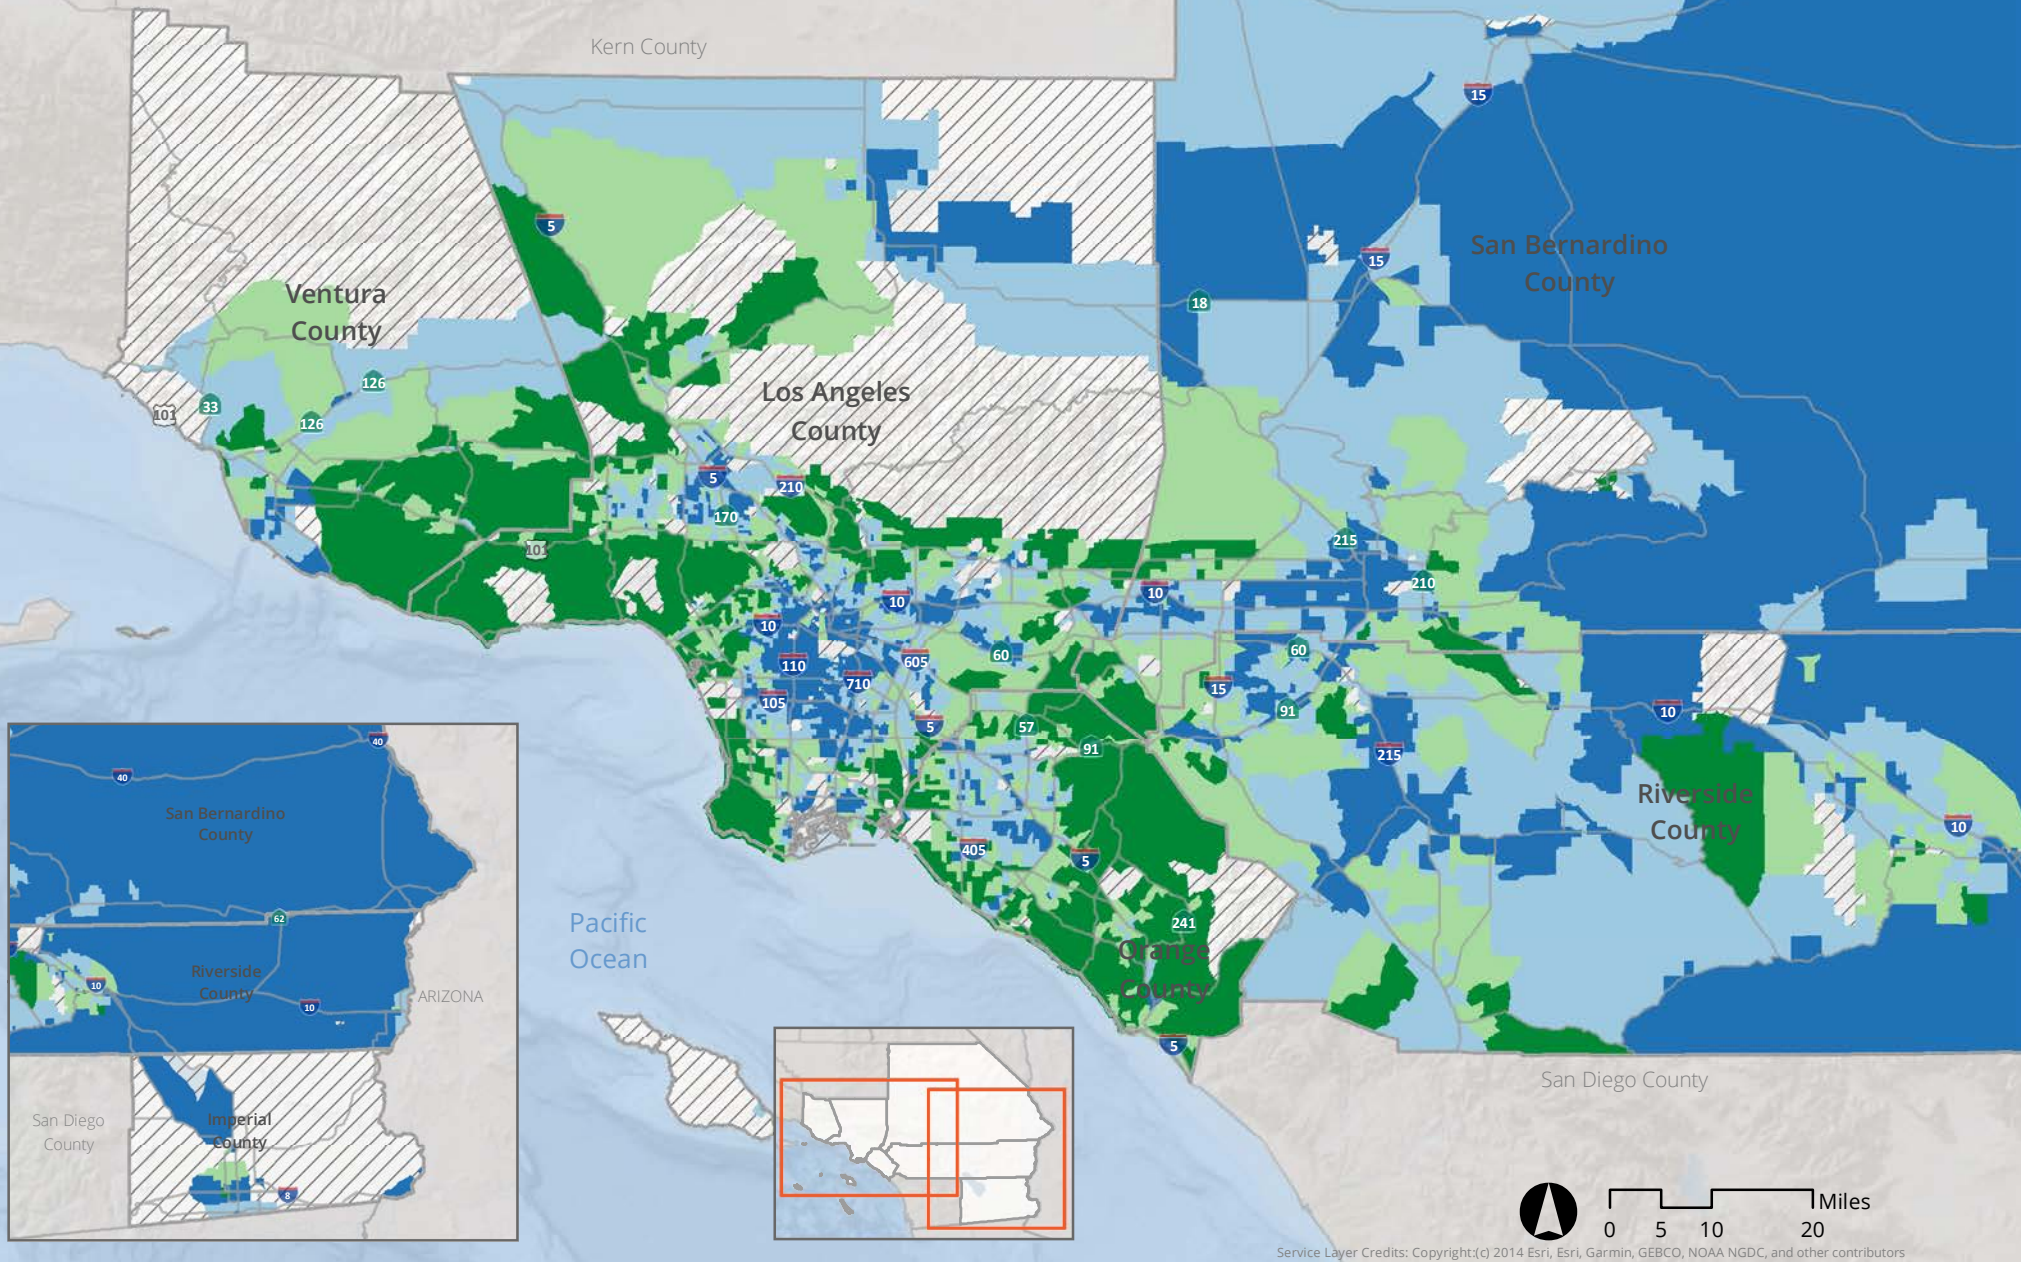 Kern County
15
5
San Bernardino
County
15
18
Ventura
County
126
33
101
126
Los Angeles
County
5
210
170
101
215
210
10
10
10
110
605
60
60
710
105
15
91
10
5
57
91
215
Riverside
County
10
405
5
241
Orange
County
5
Pacific
Ocean
40
40
San Bernardino
County
62
Riverside
County
10
10
ARIZONA
San Diego
County
Imperial
County
8
San Diego County
Miles
0 5 10 20
Service Layer Credits: Copyright:(c) 2014 Esri, Esri, Garmin, GEBCO, NOAA NGDC, and other contributors